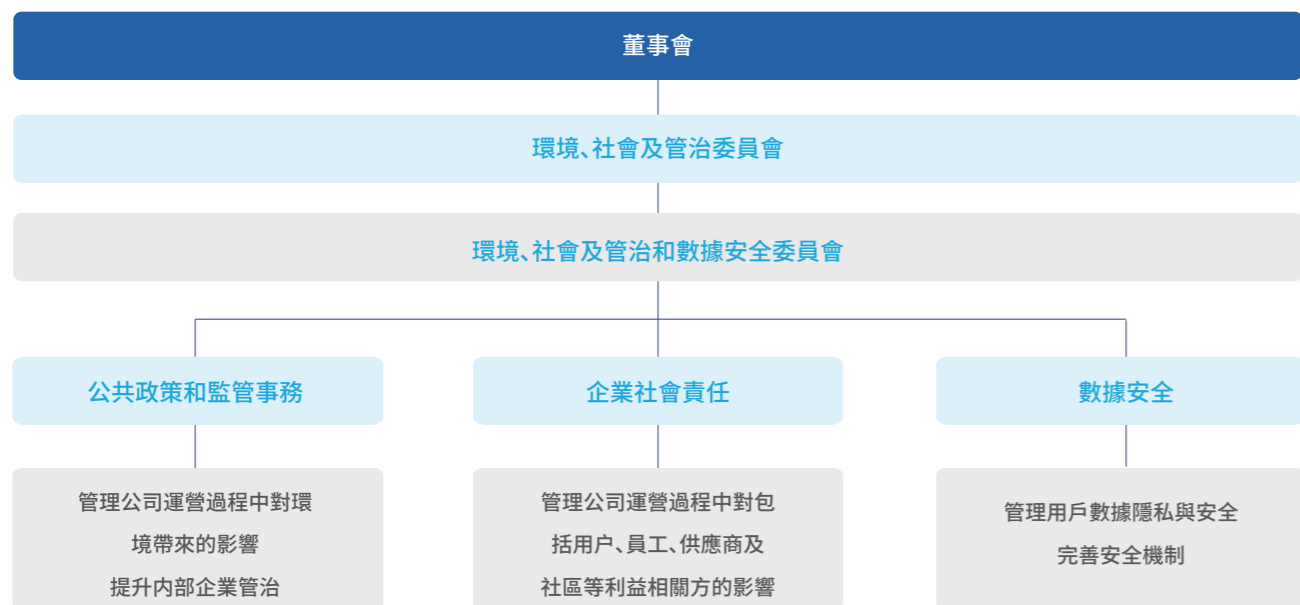 董事會
環境、社會及管治委員會
環境、社會及管治和數據安全委員會
公共政策和監管事務
企業社會責任
數據安全
管理公司運營過程中對環
境帶來的影響
提升內部企業管治
管理公司運營過程中對包
括用户、員工、供應商及
社區等利益相關方的影響
管理用戶數據隱私與安全
完善安全機制